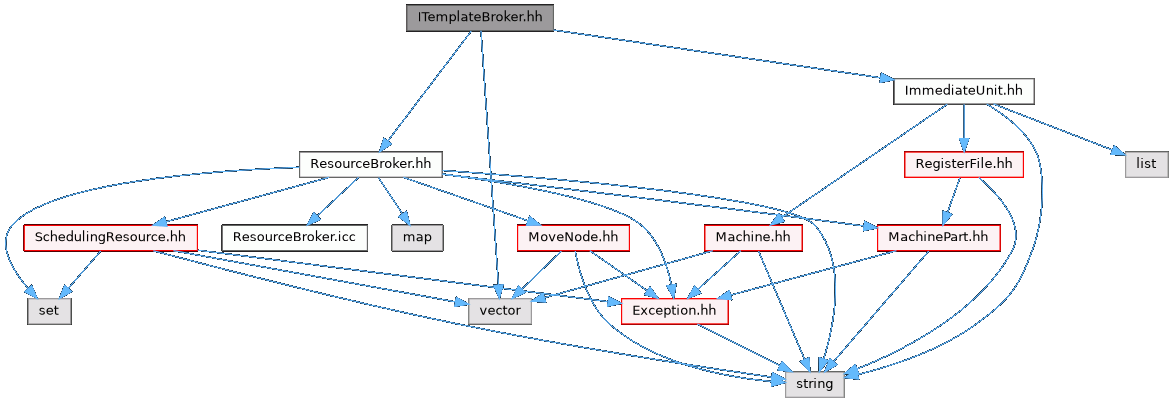 ITemplateBroker.hh
ImmediateUnit.hh
ResourceBroker.hh
RegisterFile.hh
list
SchedulingResource.hh
ResourceBroker.icc
map
MoveNode.hh
Machine.hh
MachinePart.hh
set
vector
Exception.hh
string